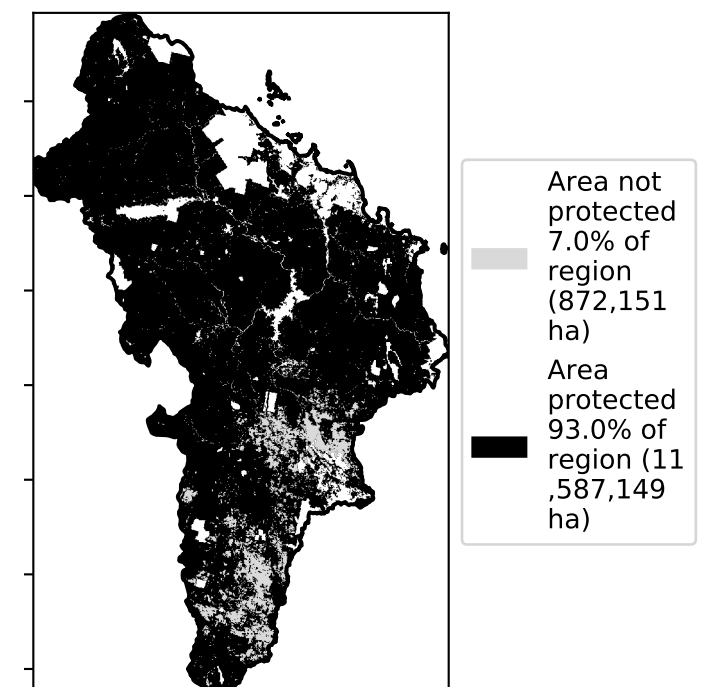 Area not
protected
7.0% of
region
(872,151
ha)
Area
protected
93.0% of
region (11
,587,149
ha)